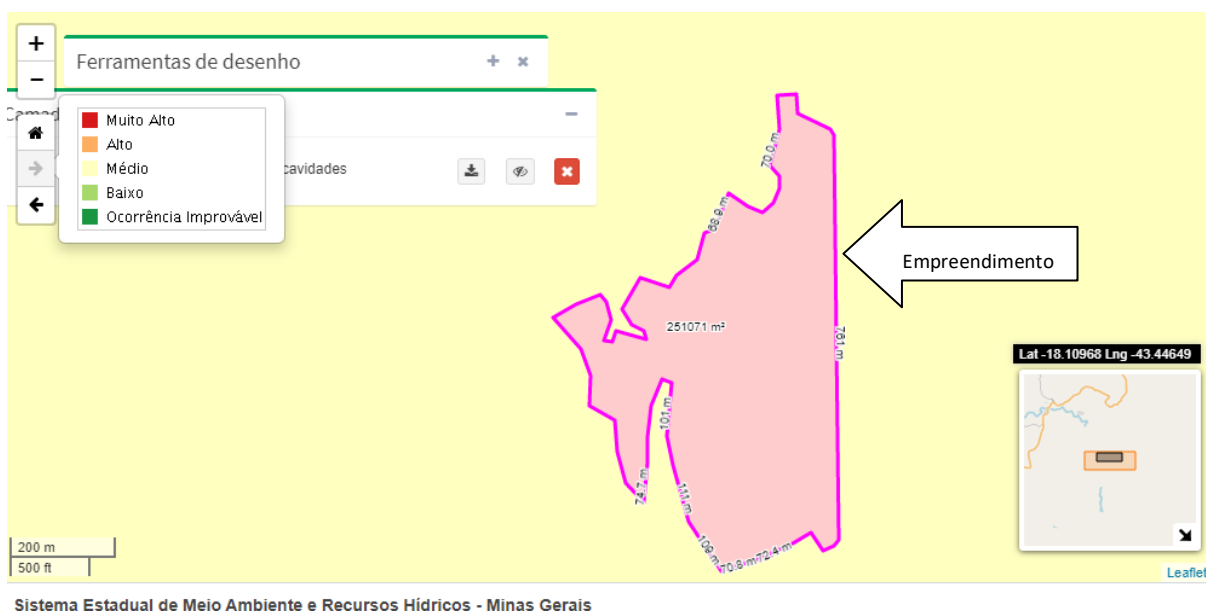 +
−
Ferramentas de desenho
Camad
Muito Alto
Alto
Médio
Baixo
Ocorrência Improvável
cavidades
70.0 m
68.9 m
Empreendimento
251071 m²
761 m
101 m
74.7 m
111 m
109 m
70.8 m
72.4 m
Lat -18.10968 Lng -43.44649
200 m
500 ft
Leaflet
Sistema Estadual de Meio Ambiente e Recursos Hídricos - Minas Gerais